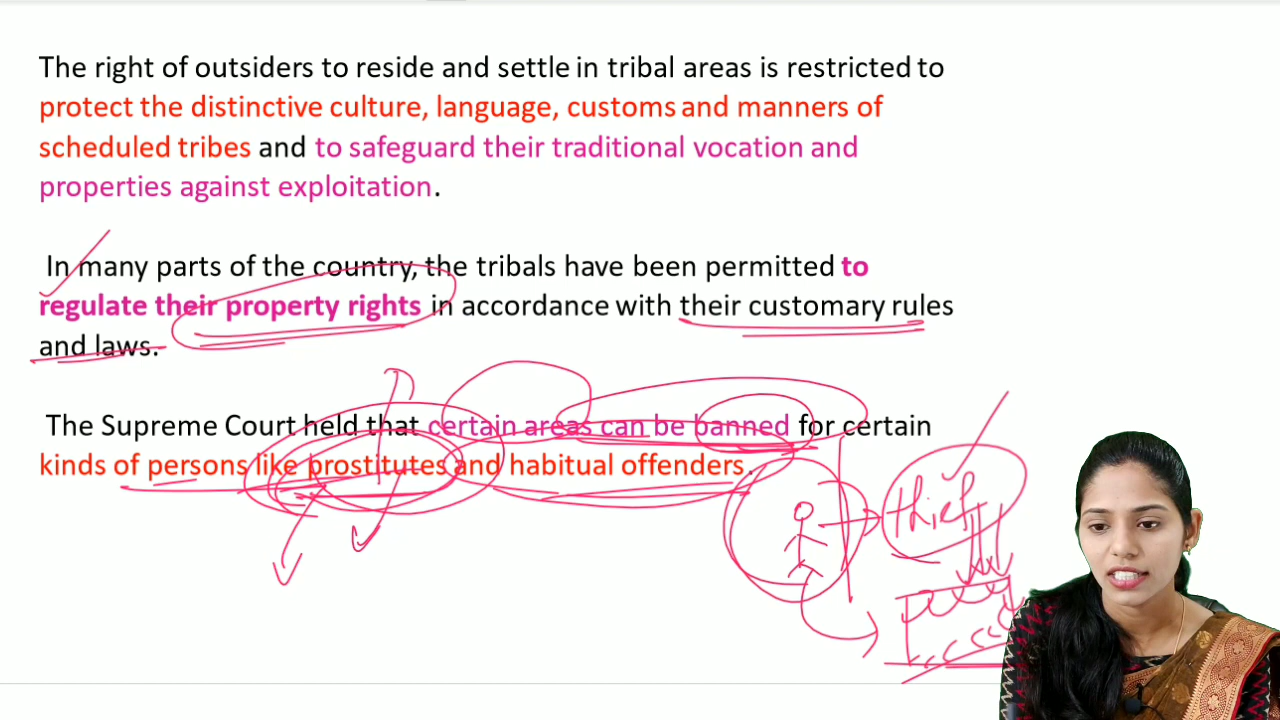 The right of outsiders to reside and settle in tribal areas is restricted to
protect the distinctive culture, language, customs and manners of
scheduled tribes and to safeguard their traditional vocation and
properties against exploitation.
In many parts of the country, the tribals have been permitted to
regulate their property rights in accordance with their customary rules
and laws.
The Supreme Court held that certain areas can be banned for certain
kinds of persons like prostitutes and habitual offenders.
thief